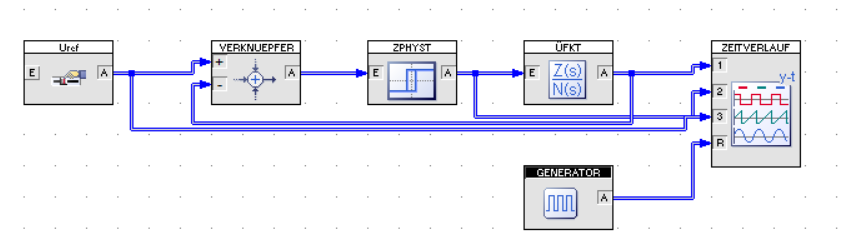 Uref
VERKNUEPFER
ZPHYST
ÜFKT
ZEITVERLAUF
E
A
+
-
A
E
A
E
Z(s)
N(s)
A
1
2
3
R
y-t
GENERATOR
A